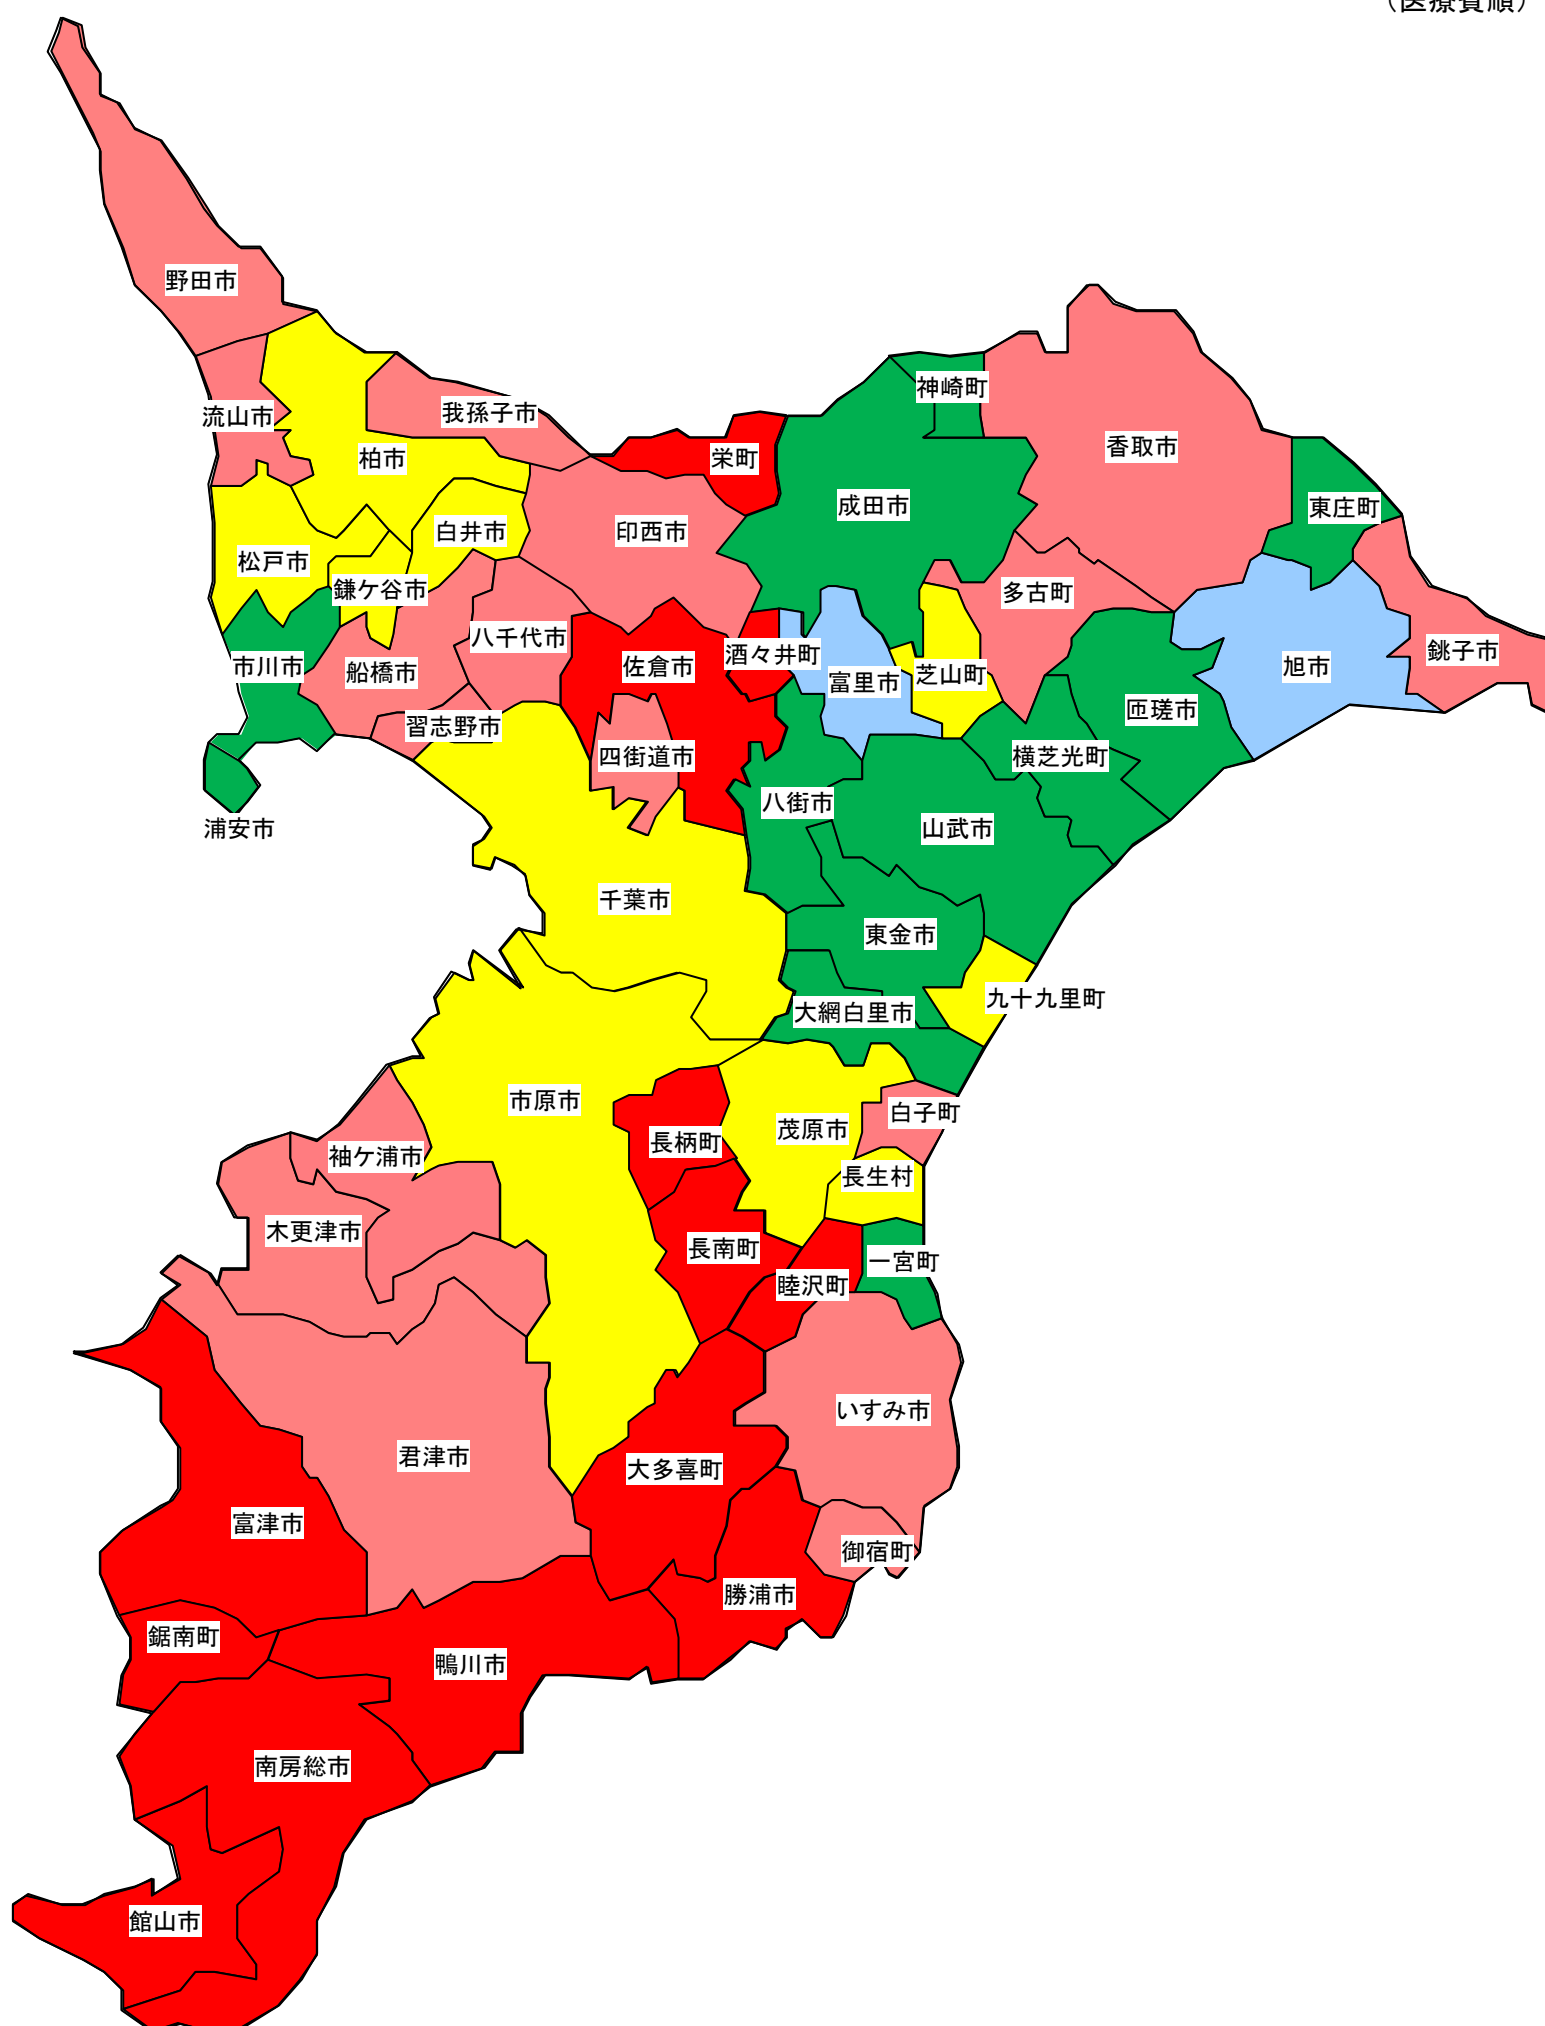 （医療費順）
野田市
神崎町
流山市
我孫子市
香取市
柏市
栄町
成田市
東庄町
白井市
印西市
松戸市
鎌ケ谷市
多古町
八千代市
市川市
船橋市
佐倉市
酒々井町
富里市
芝山町
旭市
銚子市
匝瑳市
習志野市
四街道市
横芝光町
八街市
浦安市
山武市
千葉市
東金市
九十九里町
大網白里市
市原市
白子町
茂原市
長柄町
袖ケ浦市
長生村
木更津市
長南町
一宮町
睦沢町
いすみ市
君津市
大多喜町
富津市
御宿町
勝浦市
鋸南町
鴨川市
南房総市
館山市